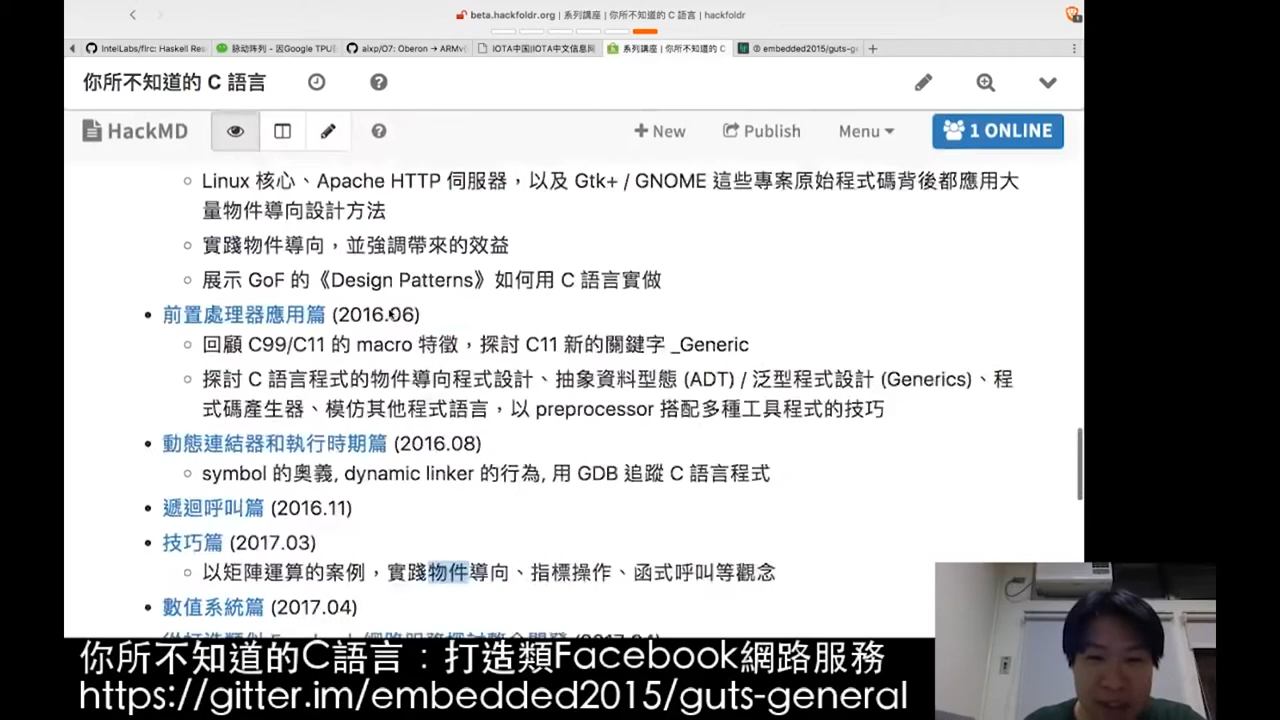 beta.hackfoldr.org | 系列講座 | 你所不知道的 C 語言 | hackfoldr
IntelLabs/flrc: Haskell Res
脉动阵列 - 因Google TPU
aixp/O7: Oberon → ARMv
IOTA中国|IOTA中文信息网
系列講座 | 你所不知道的 C
embedded2015/guts-g
你所不知道的 C 語言
HackMD
+ New
Publish
Menu
1 ONLINE
Linux 核心、Apache HTTP 伺服器，以及 Gtk+ / GNOME 這些專案原始程式碼背後都應用大
量物件導向設計方法
實踐物件導向，並強調帶來的效益
展示 GoF 的《Design Patterns》如何用 C 語言實做
前置處理器應用篇 (2016.06)
回顧 C99/C11 的 macro 特徵，探討 C11 新的關鍵字 _Generic
探討 C 語言程式的物件導向程式設計、抽象資料型態 (ADT) / 泛型程式設計 (Generics)、程
式碼產生器、模仿其他程式語言，以 preprocessor 搭配多種工具程式的技巧
動態連結器和執行時期篇 (2016.08)
symbol 的奧義, dynamic linker 的行為, 用 GDB 追蹤 C 語言程式
遞迴呼叫篇 (2016.11)
技巧篇 (2017.03)
以矩陣運算的案例，實踐物件導向、指標操作、函式呼叫等觀念
數值系統篇 (2017.04)
你所不知道的C語言：打造類Facebook網路服務
https://gitter.im/embedded2015/guts-general